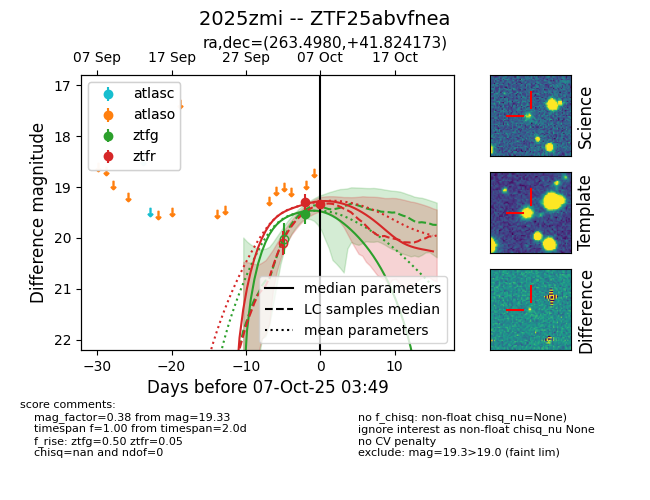 2025zmi -- ZTF25abvfnea
ra,dec=(263.4980,+41.824173)
07 Sep 17 Sep 27 Sep 07 Oct 17 Oct
atlasc
atlaso
ztfg
ztfr
17
18
19
20
21
22
Difference magnitude
median parameters
LC samples median
mean parameters
−30 −20 −10 0 10
Days before 07-Oct-25 03:49
Science
Template
Difference
score comments:
mag_factor=0.38 from mag=19.33
timespan f=1.00 from timespan=2.0d
f_rise: ztfg=0.50 ztfr=0.05
chisq=nan and ndof=0
no f_chisq: non-float chisq_nu=None)
ignore interest as non-float chisq_nu None
no CV penalty
exclude: mag=19.3>19.0 (faint lim)